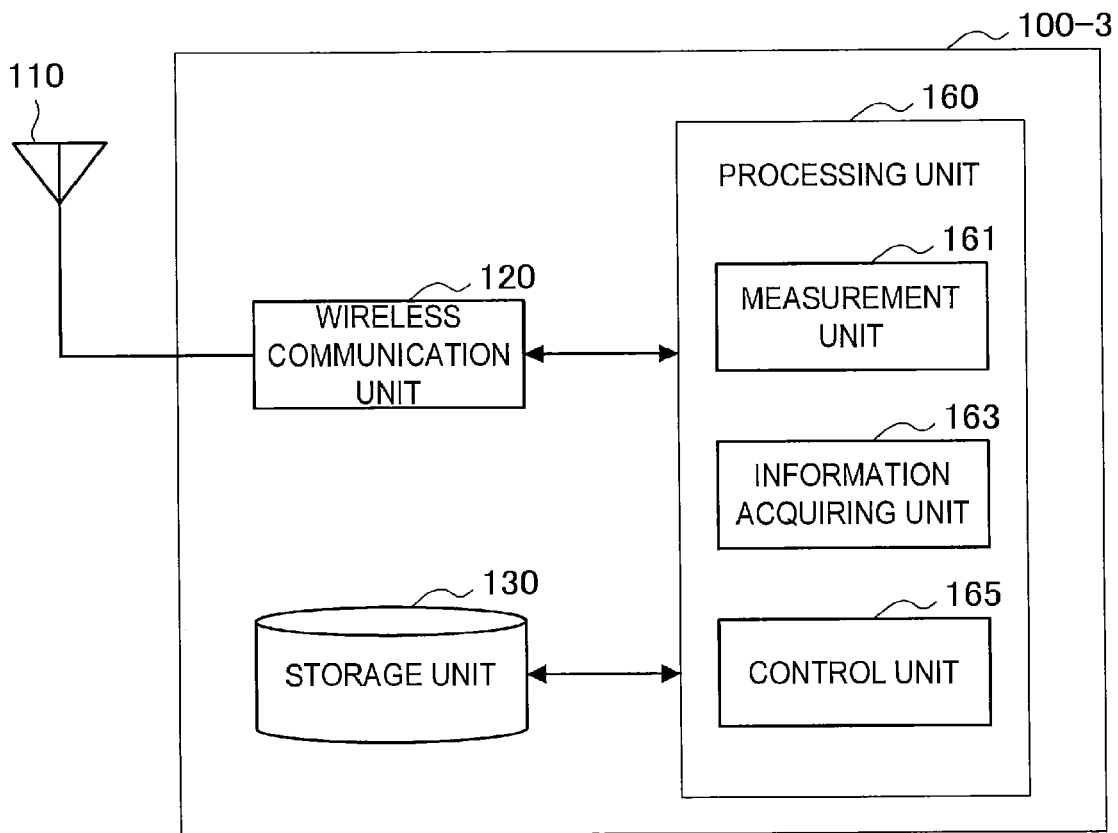 100-3
110
160
PROCESSING UNIT
161
MEASUREMENT
UNIT
120
WIRELESS
COMMUNICATION
UNIT
163
INFORMATION
ACQUIRING UNIT
130
STORAGE UNIT
165
CONTROL UNIT